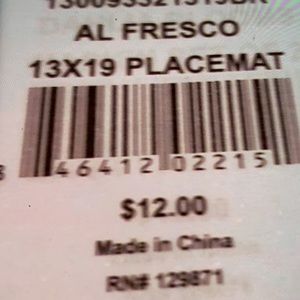 AL FRESCO
13X19 PLACEMAT
46412 02215
$12.00
Made in China
RN# 129871